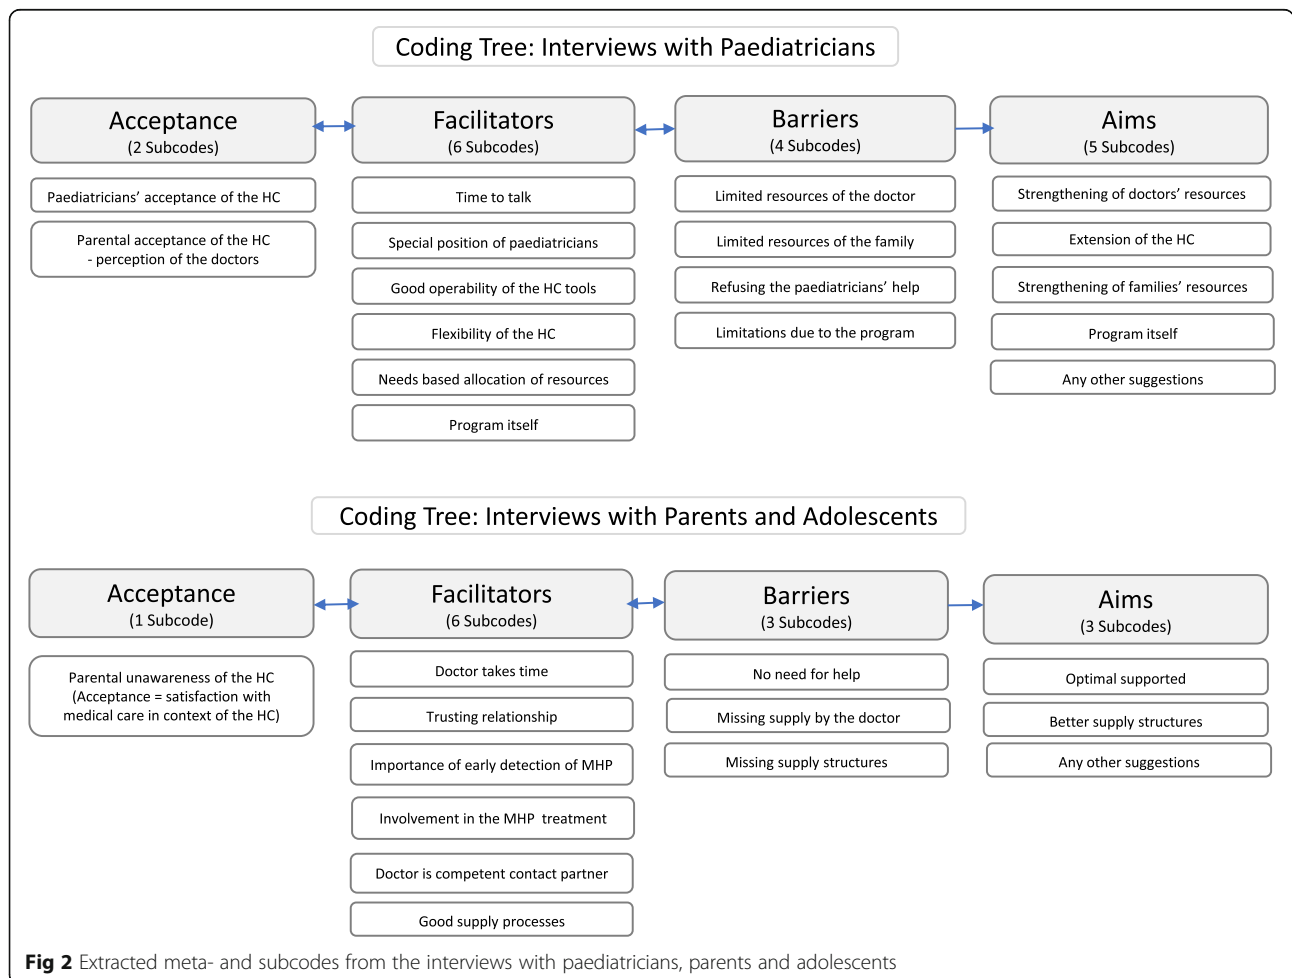 Coding Tree: Interviews with Paediatricians
Acceptance
(2 Subcodes)
Paediatricians’ acceptance of the HC
Parental acceptance of the HC
- perception of the doctors
Facilitators
(6 Subcodes)
Time to talk
Special position of paediatricians
Good operability of the HC tools
Flexibility of the HC
Needs based allocation of resources
Program itself
Barriers
(4 Subcodes)
Limited resources of the doctor
Limited resources of the family
Refusing the paediatricians’ help
Limitations due to the program
Aims
(5 Subcodes)
Strengthening of doctors’ resources
Extension of the HC
Strengthening of families’ resources
Program itself
Any other suggestions
Coding Tree: Interviews with Parents and Adolescents
Acceptance
(1 Subcode)
Parental unawareness of the HC
(Acceptance = satisfaction with
medical care in context of the HC)
Facilitators
(6 Subcodes)
Doctor takes time
Trusting relationship
Importance of early detection of MHP
Involvement in the MHP treatment
Doctor is competent contact partner
Good supply processes
Barriers
(3 Subcodes)
No need for help
Missing supply by the doctor
Missing supply structures
Aims
(3 Subcodes)
Optimal supported
Better supply structures
Any other suggestions
Fig 2 Extracted meta- and subcodes from the interviews with paediatricians, parents and adolescents